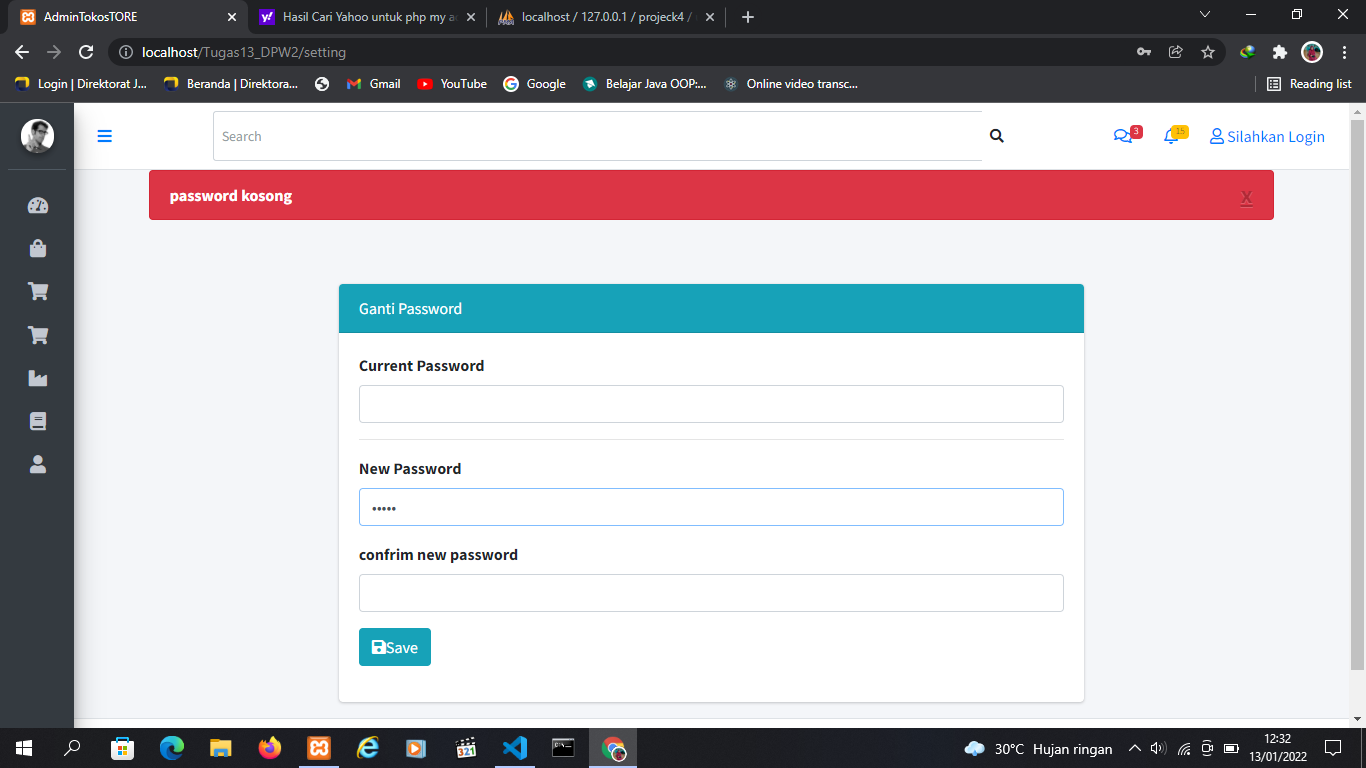 AdminTokosTORE
Hasil Cari Yahoo untuk php my ad
localhost / 127.0.0.1 / projeck4 /
localhost/Tugas13_DPW2/setting
Login | Direktorat J...
Beranda | Direktora...
Gmail
YouTube
Google
Belajar Java OOP:...
Online video transc...
Reading list
Search
3
15
Silahkan Login
password kosong
x
Ganti Password
Current Password
New Password
•••••
confrim new password
Save
321
30°C Hujan ringan
12:32
13/01/2022